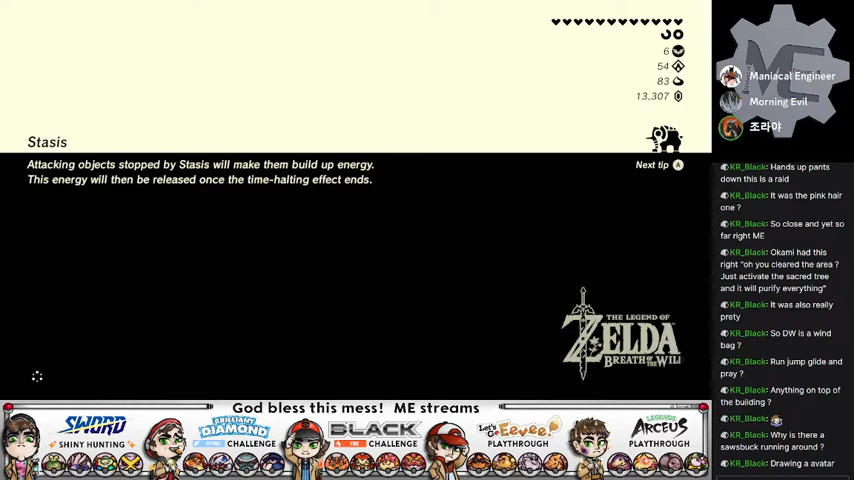 6
54
83
13,307
Stasis
Attacking objects stopped by Stasis will make them build up energy.
This energy will then be released once the time-halting effect ends.
Next tip A
THE LEGEND OF
ZELDA
BREATH OF THE WILD
ME
Maniacal Engineer
Morning Evil
조라야
KR_Black: Hands up pants
down this is a raid
KR_Black: It was the pink hair
one ?
KR_Black: So close and yet so
far right ME
KR_Black: Okami had this
right "oh you cleared the area ?
Just activate the sacred tree
and it will purify everything"
KR_Black: It was also really
prety
KR_Black: So DW is a wind
bag ?
KR_Black: Run jump glide and
pray ?
KR_Black: Anything on top of
the building ?
KR_Black:
KR_Black: Why is there a
sawsbuck running around ?
KR_Black: Drawing a avatar
God bless this mess! ME streams
SWORD
SHINY HUNTING
BRILLIANT
DIAMOND
CHALLENGE
BLACK
FIRE CHALLENGE
Let's Go Eevee!
PLAYTHROUGH
LEGENDS
ARCEUS
PLAYTHROUGH